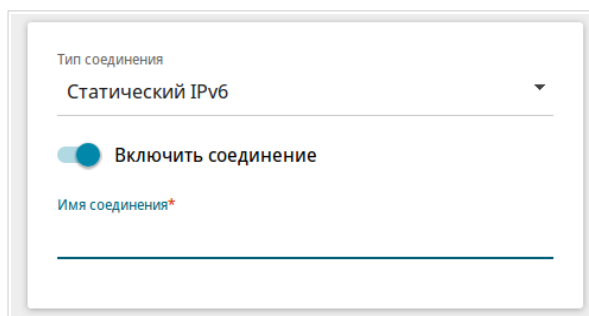 Тип соединения
Статический IPv6
Включить соединение
Имя соединения*